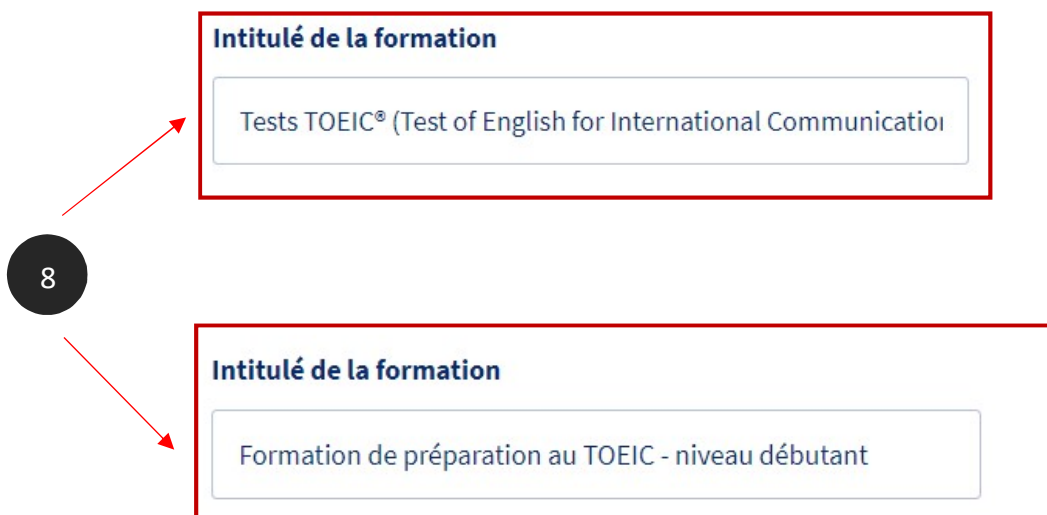 Intitulé de la formation
Tests TOEIC® (Test of English for International Communication
8
Intitulé de la formation
Formation de préparation au TOEIC - niveau débutant